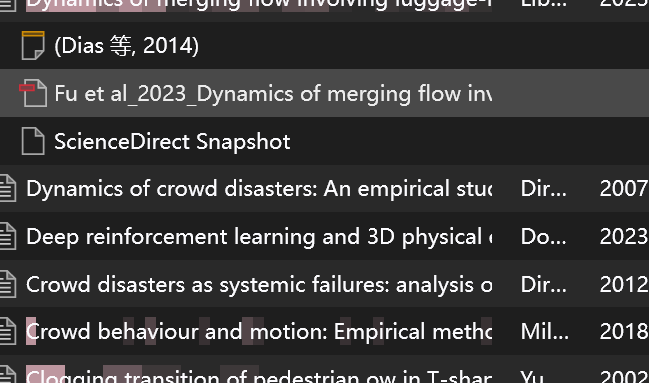 Dynamics of merging flow involving luggage- Lib... 2023
(Dias 等, 2014)
Fu et al_2023_Dynamics of merging flow inv
ScienceDirect Snapshot
Dynamics of crowd disasters: An empirical stud Dir... 2007
Deep reinforcement learning and 3D physical Do... 2023
Crowd disasters as systemic failures: analysis o Dir... 2012
Crowd behaviour and motion: Empirical metho Mil... 2018
Clogging transition of pedestrian ow in T-shap Yu... 2002